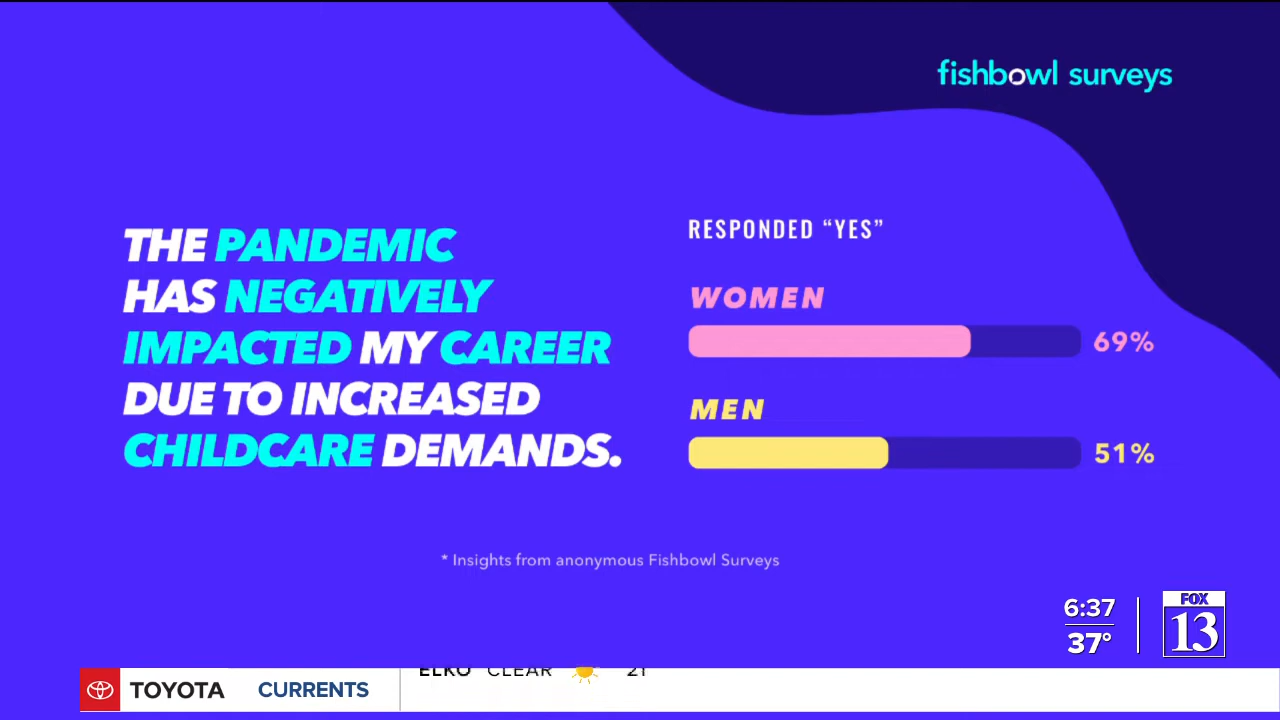 fishbowl surveys
THE PANDEMIC
HAS NEGATIVELY
IMPACTED MY CAREER
DUE TO INCREASED
CHILDCARE DEMANDS.
RESPONDED “YES”
WOMEN
69%
MEN
51%
* Insights from anonymous Fishbowl Surveys
6:37
37°
FOX
13
TOYOTA CURRENTS
ELKO CLEAR 21